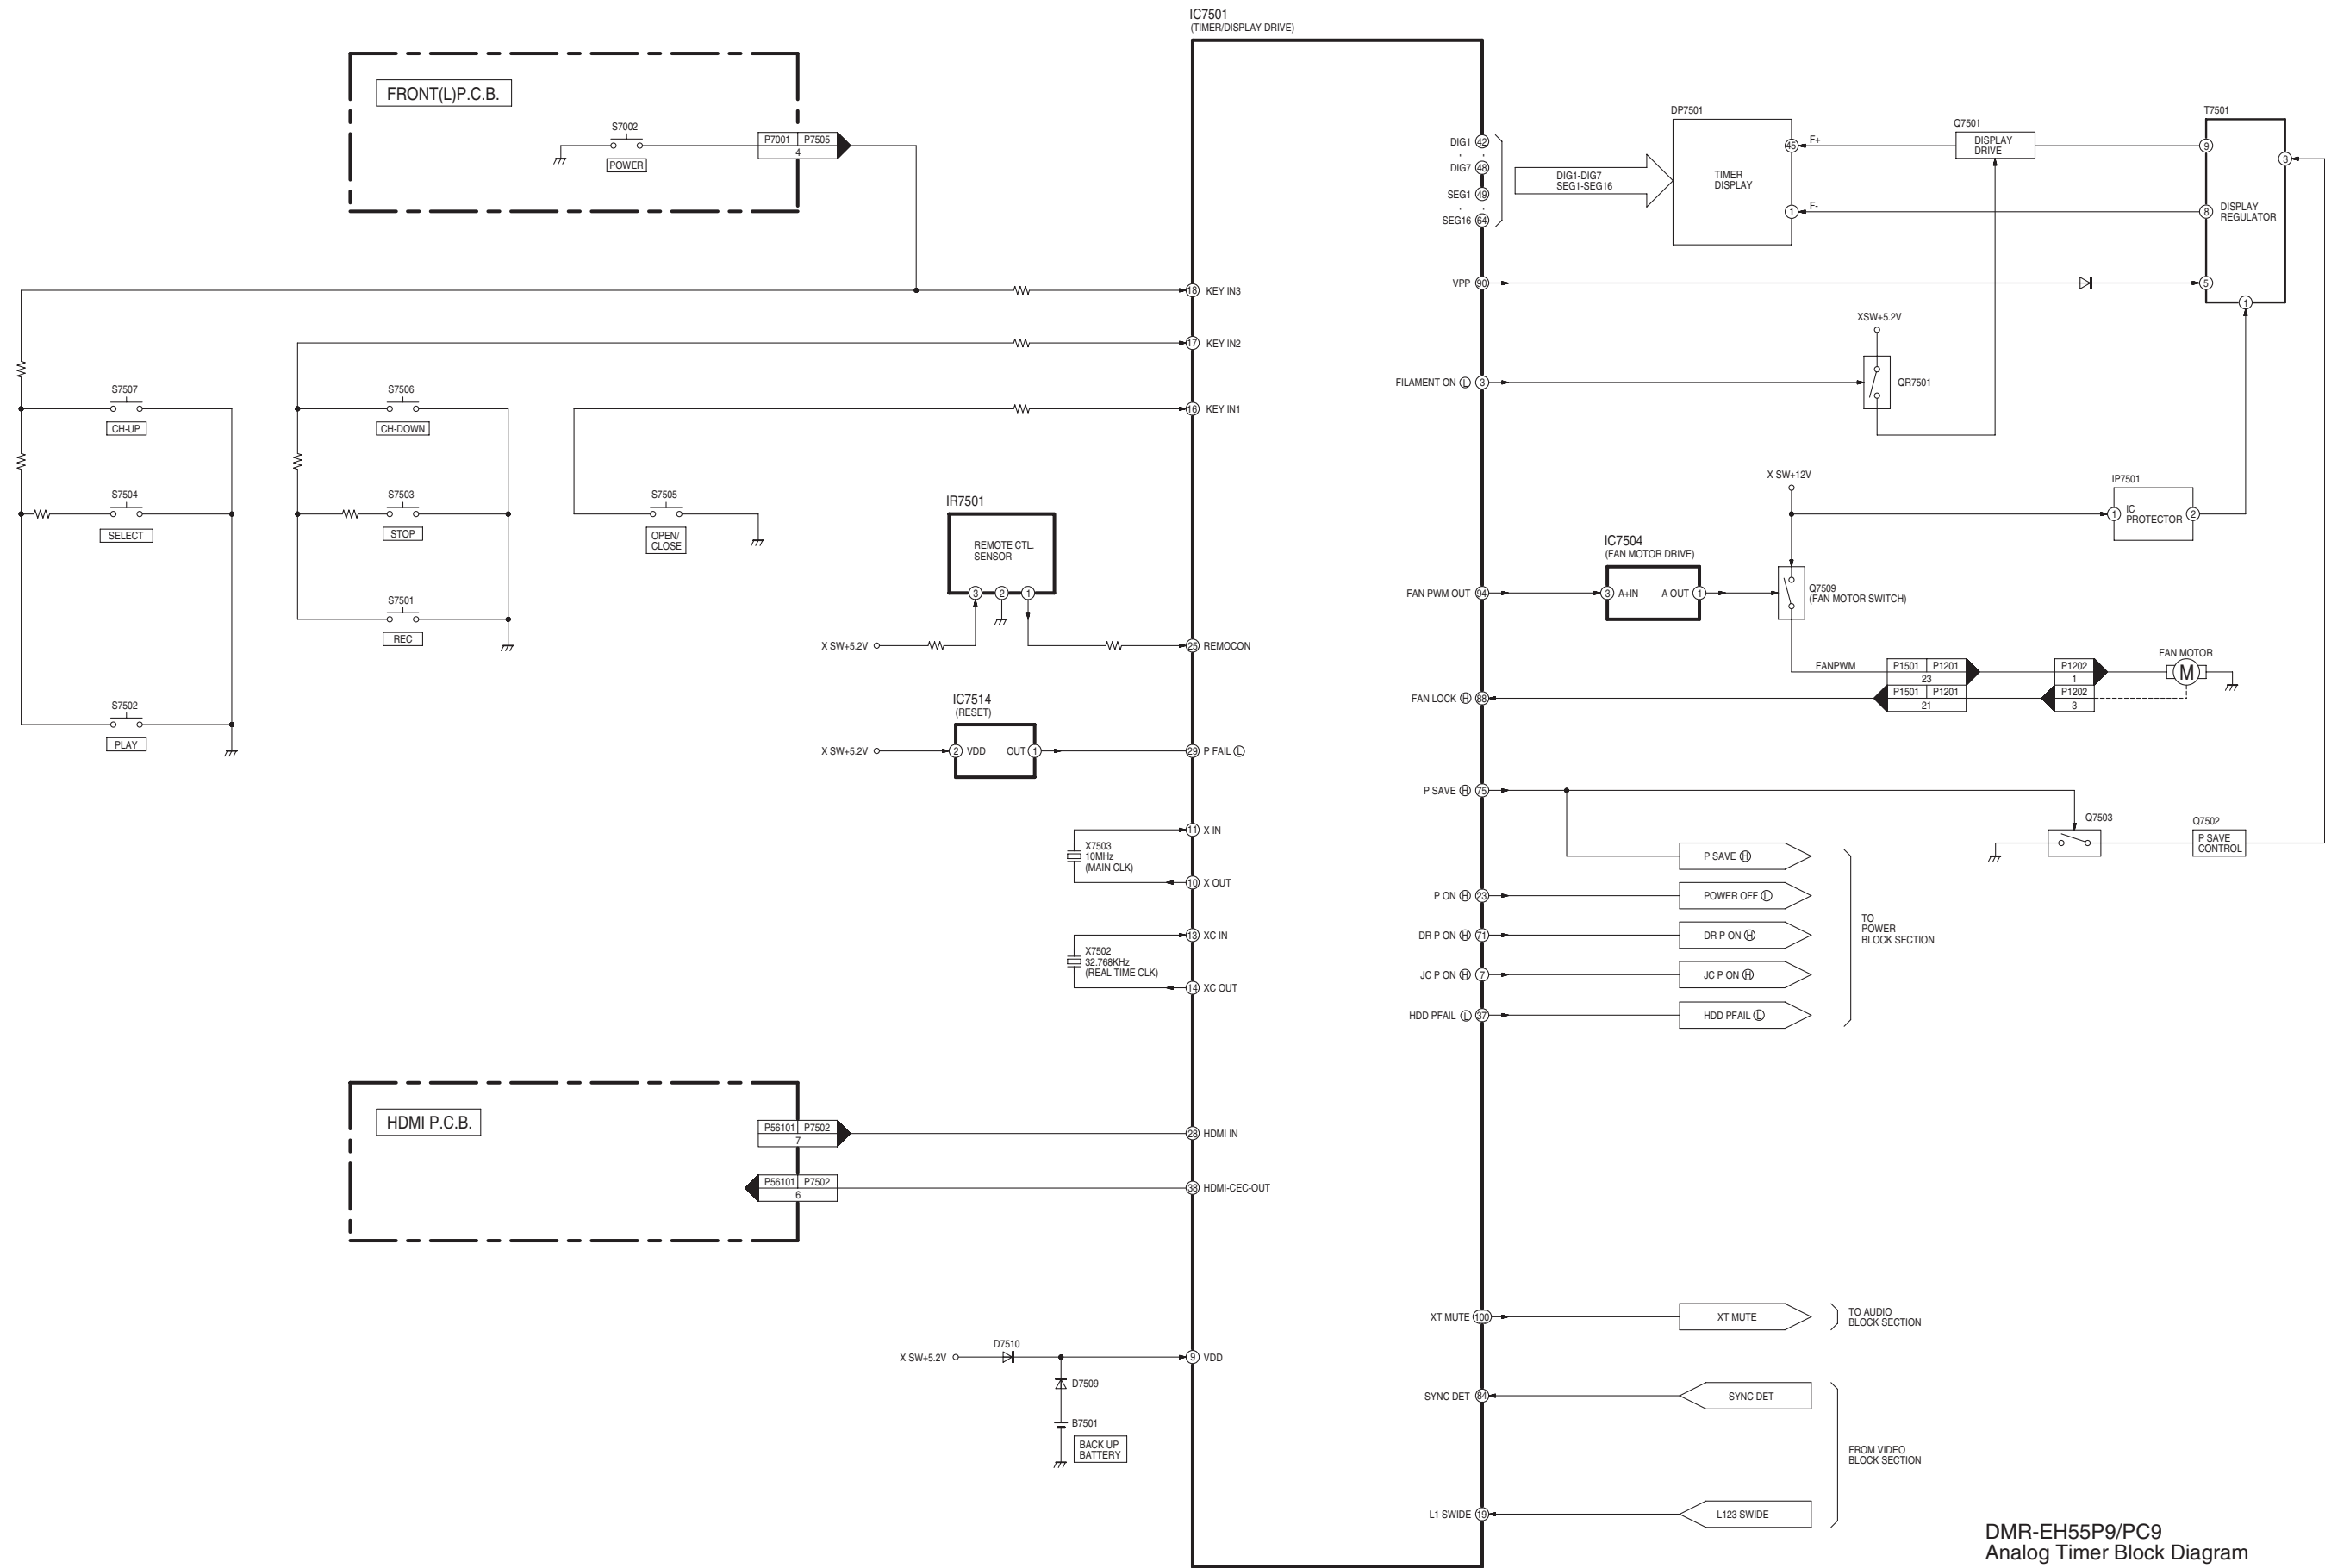 IC7501
(TIMER/DISPLAY DRIVE)
FRONT(L)P.C.B.
S7002
POWER
P7001 P7505
4
DIG1 42
DIG7 48
SEG1 49
SEG16 64
DIG1-DIG7
SEG1-SEG16
DP7501
TIMER
DISPLAY
45 F+
1 F-
Q7501
DISPLAY
DRIVE
T7501
9
3
8
DISPLAY
REGULATOR
5
1
18 KEY IN3
VPP 90
17 KEY IN2
XSW+5.2V
FILAMENT ON L 3
QR7501
16 KEY IN1
S7507
CH-UP
S7506
CH-DOWN
S7504
SELECT
S7503
STOP
S7505
OPEN/
CLOSE
S7501
REC
S7502
PLAY
IR7501
REMOTE CTL.
SENSOR
3 2 1
X SW+5.2V
25 REMOCON
X SW+12V
IP7501
1
IC
PROTECTOR
2
IC7504
(FAN MOTOR DRIVE)
FAN PWM OUT 94
3 A+IN
A OUT 1
Q7509
(FAN MOTOR SWITCH)
FANPWM
P1501 P1201
23
P1202
1
FAN MOTOR
M
FAN LOCK H 88
P1501 P1201
21
P1202
3
IC7514
(RESET)
X SW+5.2V
2 VDD
OUT 1
29 P FAIL L
P SAVE H 75
Q7503
Q7502
P SAVE
CONTROL
11 X IN
X7503
10MHz
(MAIN CLK)
10 X OUT
P SAVE H
P ON H 23
POWER OFF L
13 XC IN
X7502
32.768KHz
(REAL TIME CLK)
14 XC OUT
DR P ON H 71
DR P ON H
JC P ON H 7
JC P ON H
HDD PFAIL L 37
HDD PFAIL L
TO
POWER
BLOCK SECTION
HDMI P.C.B.
P56101 P7502
7
28 HDMI IN
P56101 P7502
6
38 HDMI-CEC-OUT
XT MUTE 100
XT MUTE
TO AUDIO
BLOCK SECTION
X SW+5.2V
D7510
9 VDD
D7509
B7501
BACK UP
BATTERY
SYNC DET 84
SYNC DET
FROM VIDEO
BLOCK SECTION
L1 SWIDE 19
L123 SWIDE
DMR-EH55P9/PC9
Analog Timer Block Diagram